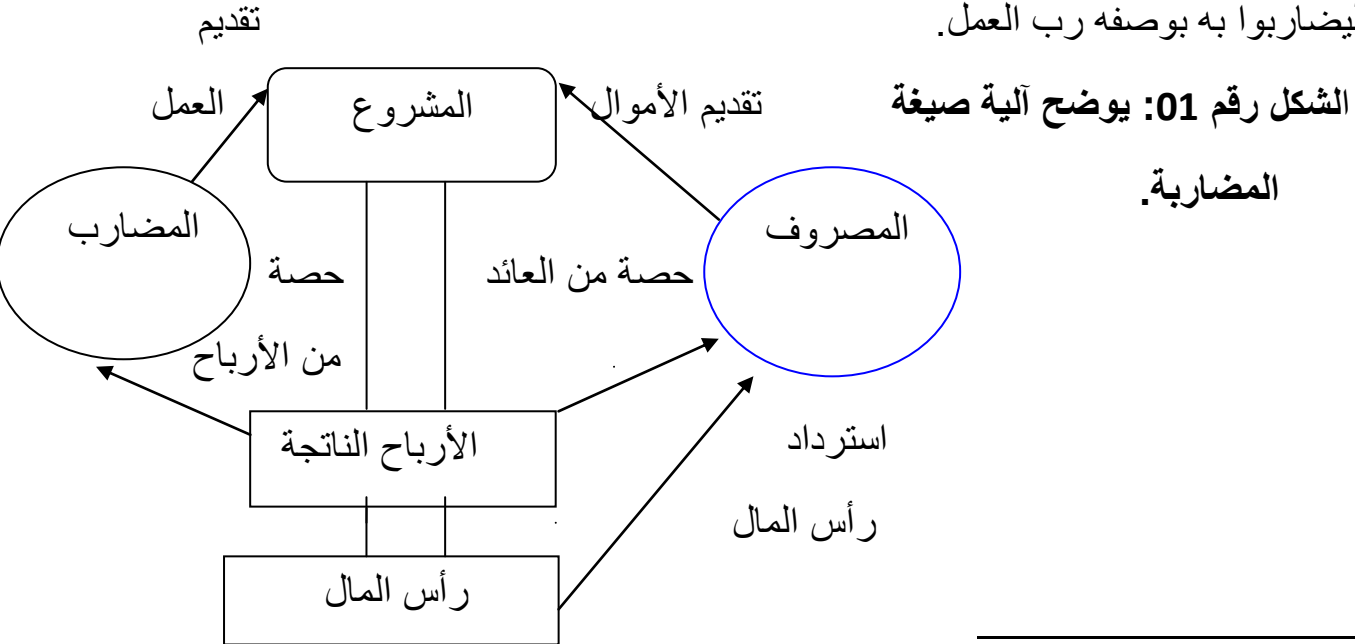 ليضاربوا به بوصفه رب العمل.
الشكل رقم 01: يوضح آلية صيغة
المضاربة.
تقديم
العمل
المشروع
تقديم الأموال
المضارب
المصروف
حصة
من الأرباح
حصة من العائد
الأرباح الناتجة
استرداد
رأس المال
رأس المال